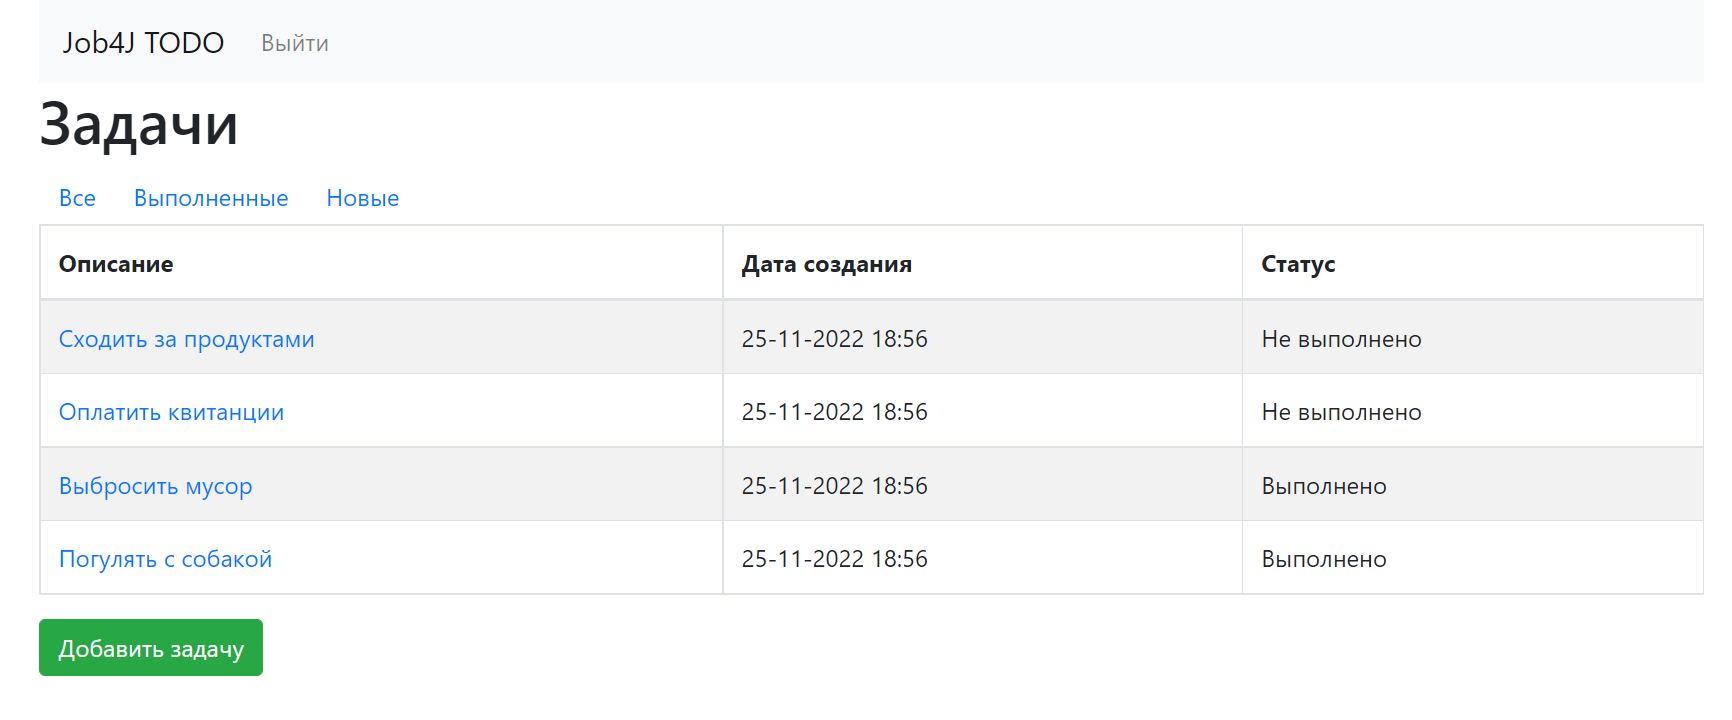 Job4J TODO Выйти
Задачи
Все Выполненные Новые
Описание Дата создания Статус
Сходить за продуктами 25-11-2022 18:56 Не выполнено
Оплатить квитанции 25-11-2022 18:56 Не выполнено
Выбросить мусор 25-11-2022 18:56 Выполнено
Погулять с собакой 25-11-2022 18:56 Выполнено
Добавить задачу